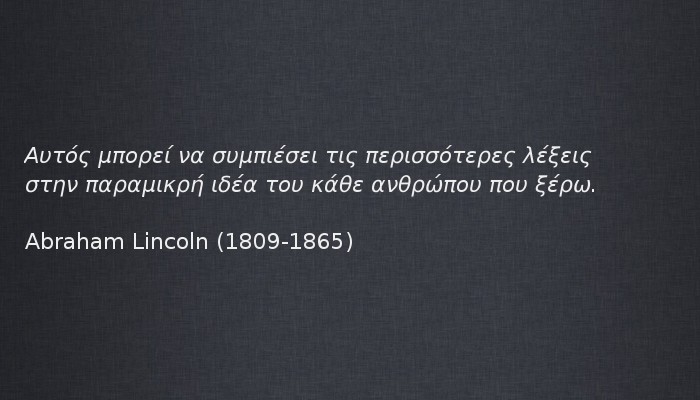 Αυτός μπορεί να συμπιέσει τις περισσότερες λέξεις
στην παραμικρή ιδέα του κάθε ανθρώπου που ξέρω.
Abraham Lincoln (1809-1865)